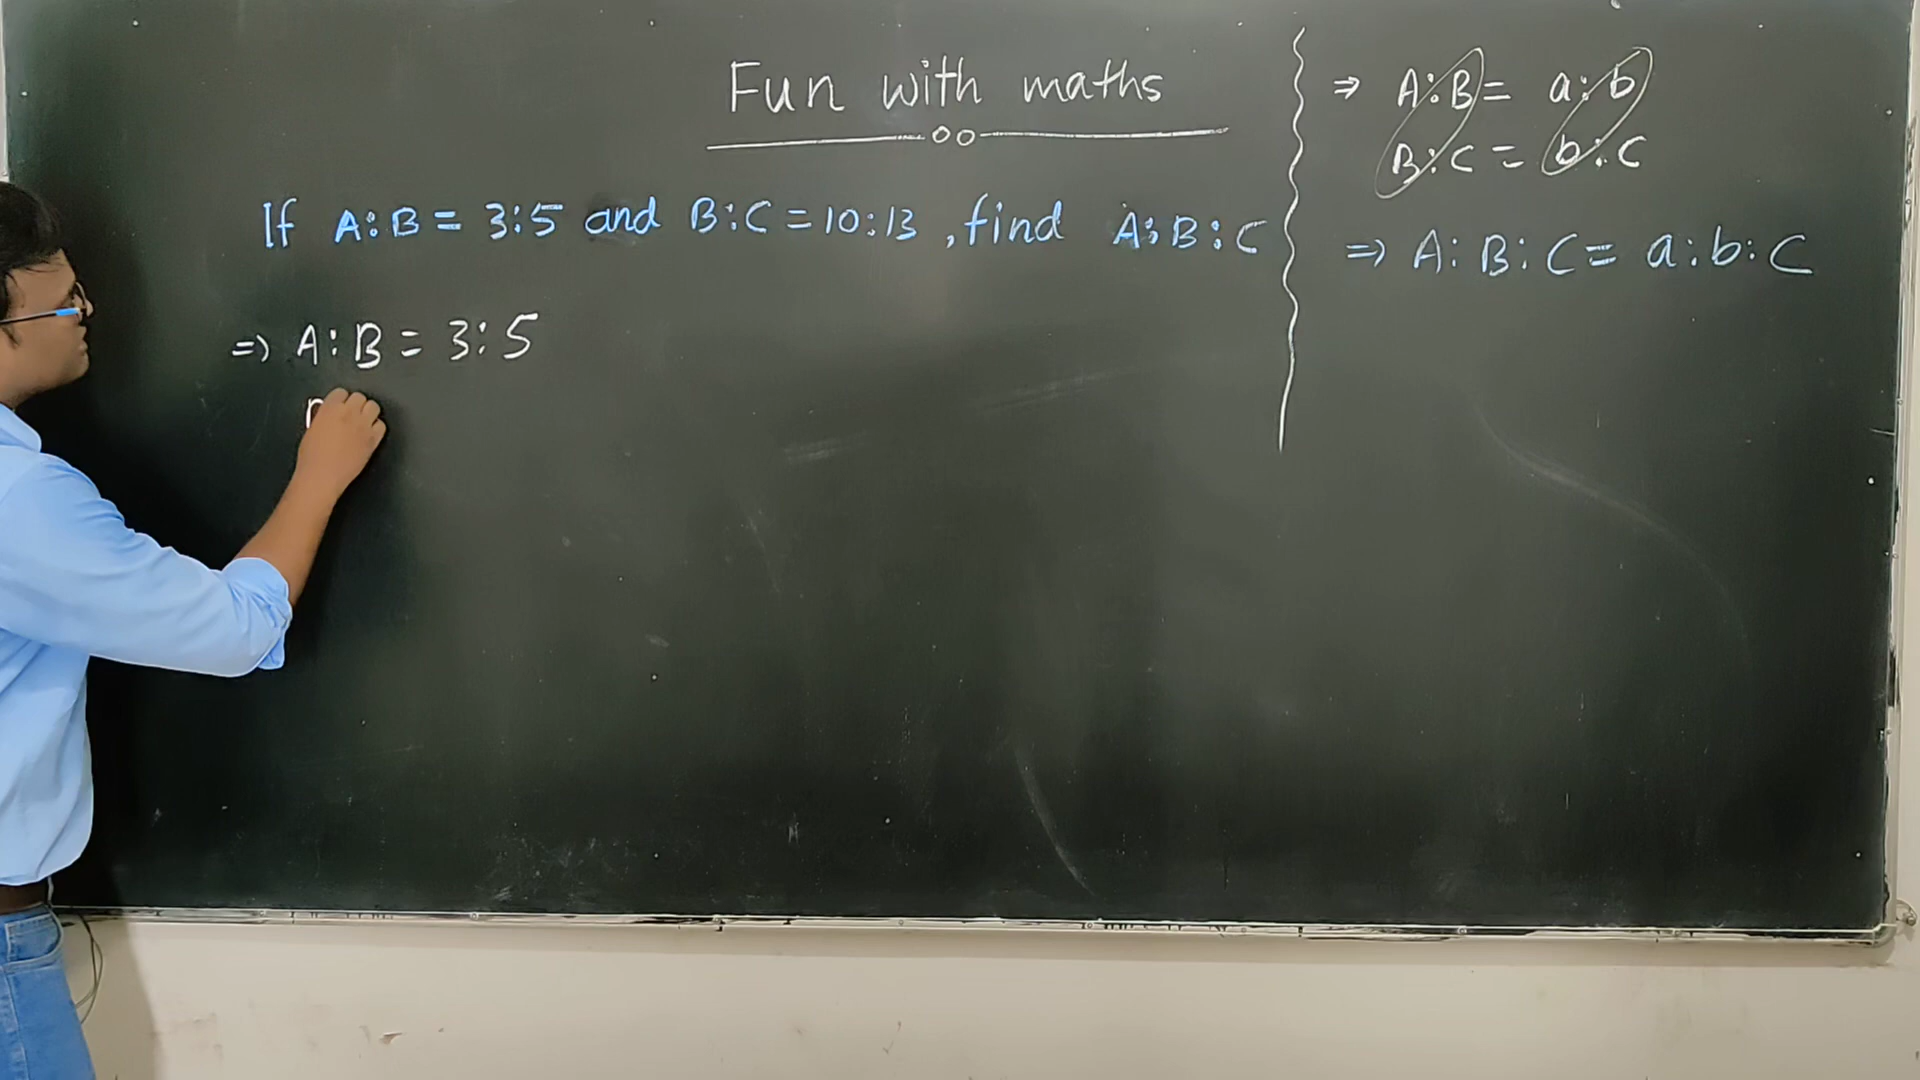 Fun with maths
If A:B = 3:5 and B:C = 10:13, find A:B:C
⇒ A:B = 3:5
⇒ A:B = a:b
B:C = b:c
⇒ A:B:C = a:b:c